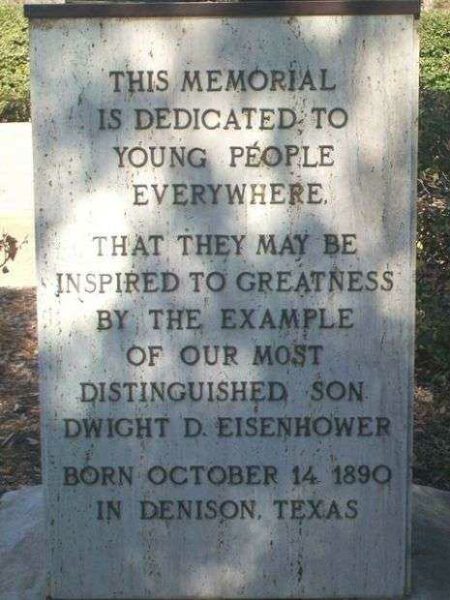 THIS MEMORIAL
IS DEDICATED TO
YOUNG PEOPLE
EVERYWHERE,
THAT THEY MAY BE
INSPIRED TO GREATNESS
BY THE EXAMPLE
OF OUR MOST
DISTINGUISHED SON
DWIGHT D. EISENHOWER
BORN OCTOBER 14 1890
IN DENISON, TEXAS